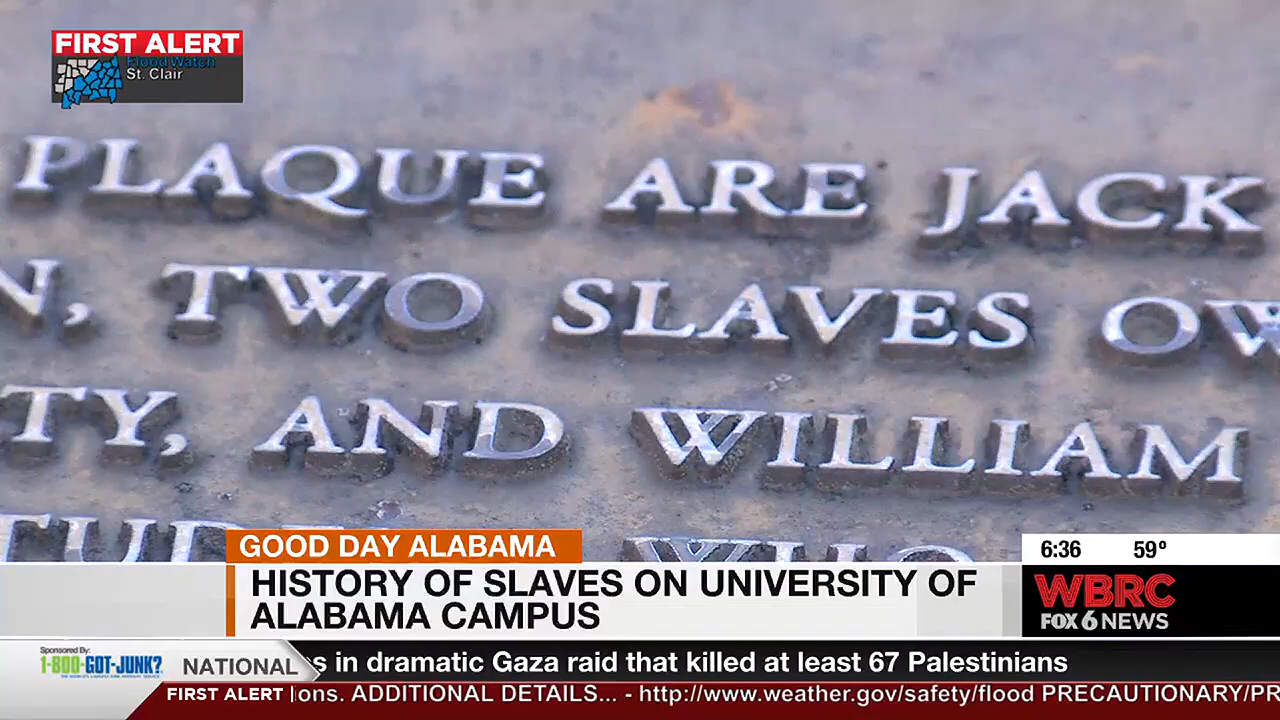 FIRST ALERT
Flood Watch
St. Clair
PLAQUE ARE JACK
N, TWO SLAVES OW
TY, AND WILLIAM
WHO
GOOD DAY ALABAMA
6:36 59º
HISTORY OF SLAVES ON UNIVERSITY OF
ALABAMA CAMPUS
WBRC
FOX 6 NEWS
Sponsored By:
1-800-GOT-JUNK?
NATIONAL
s in dramatic Gaza raid that killed at least 67 Palestinians
FIRST ALERT
ions. ADDITIONAL DETAILS... - http://www.weather.gov/safety/flood PRECAUTIONARY/PR